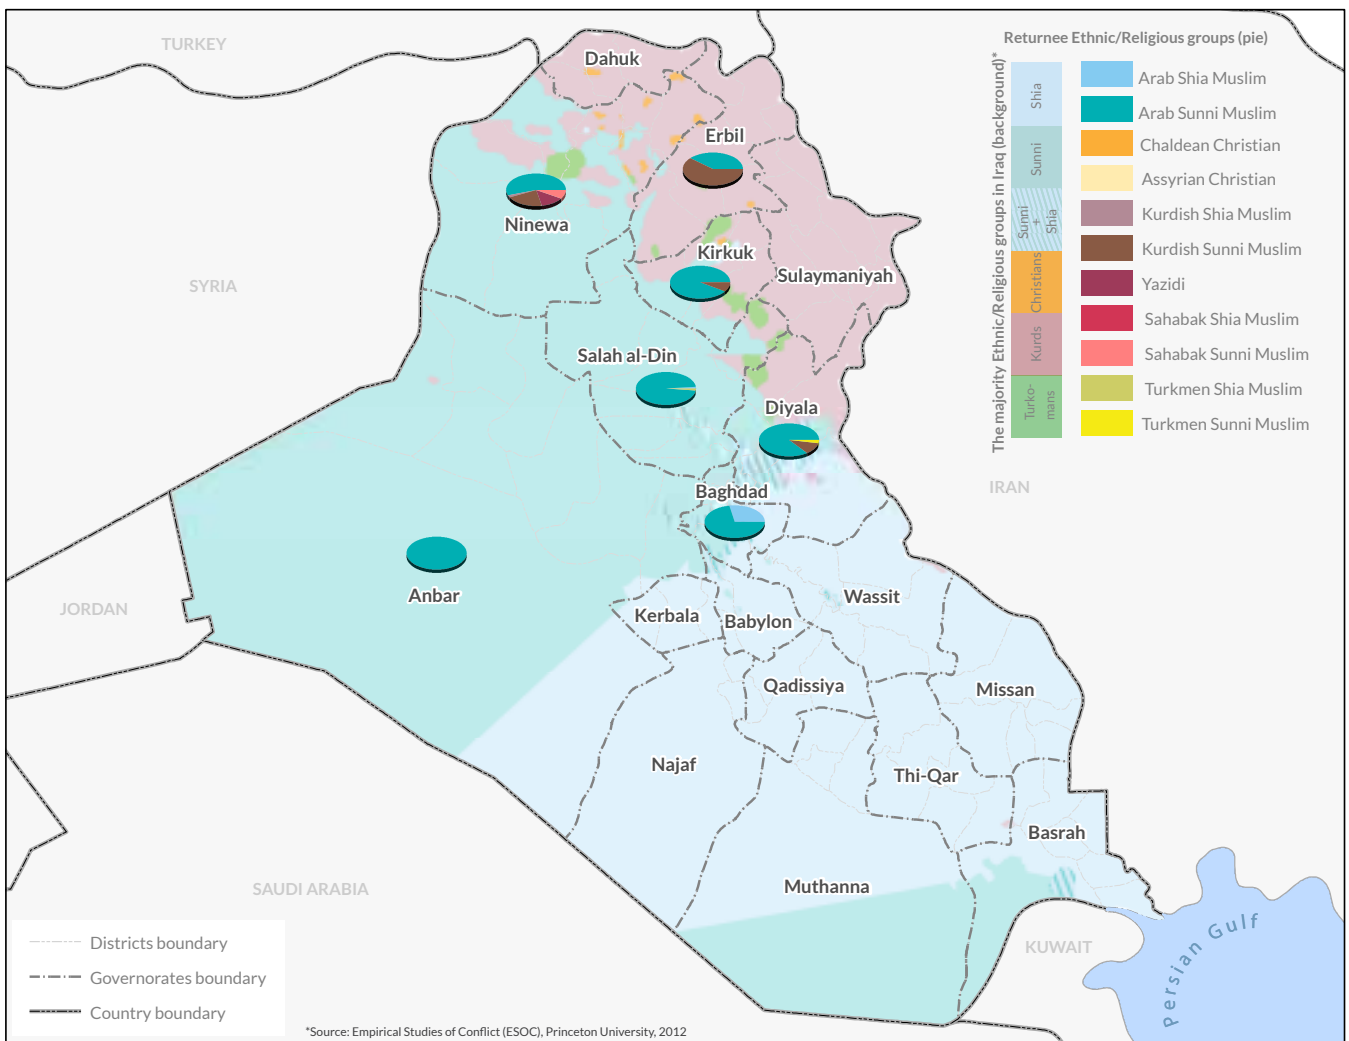 Returnee Ethnic/Religious groups (pie)
The majority Ethnic/Religious groups in Iraq (background)*
Shia
Sunni
Sunni
+
Shia
Christians
Kurds
Turko-
mans
Arab Shia Muslim
Arab Sunni Muslim
Chaldean Christian
Assyrian Christian
Kurdish Shia Muslim
Kurdish Sunni Muslim
Yazidi
Sahabak Shia Muslim
Sahabak Sunni Muslim
Turkmen Shia Muslim
Turkmen Sunni Muslim
TURKEY
Dahuk
Erbil
Ninewa
Kirkuk
Sulaymaniyah
SYRIA
Salah al-Din
Diyala
Baghdad
IRAN
Anbar
JORDAN
Kerbala
Babylon
Wassit
Qadissiya
Missan
Najaf
Thi-Qar
Basrah
Muthanna
SAUDI ARABIA
KUWAIT
Persian Gulf
Districts boundary
Governorates boundary
Country boundary
*Source: Empirical Studies of Conflict (ESOC), Princeton University, 2012